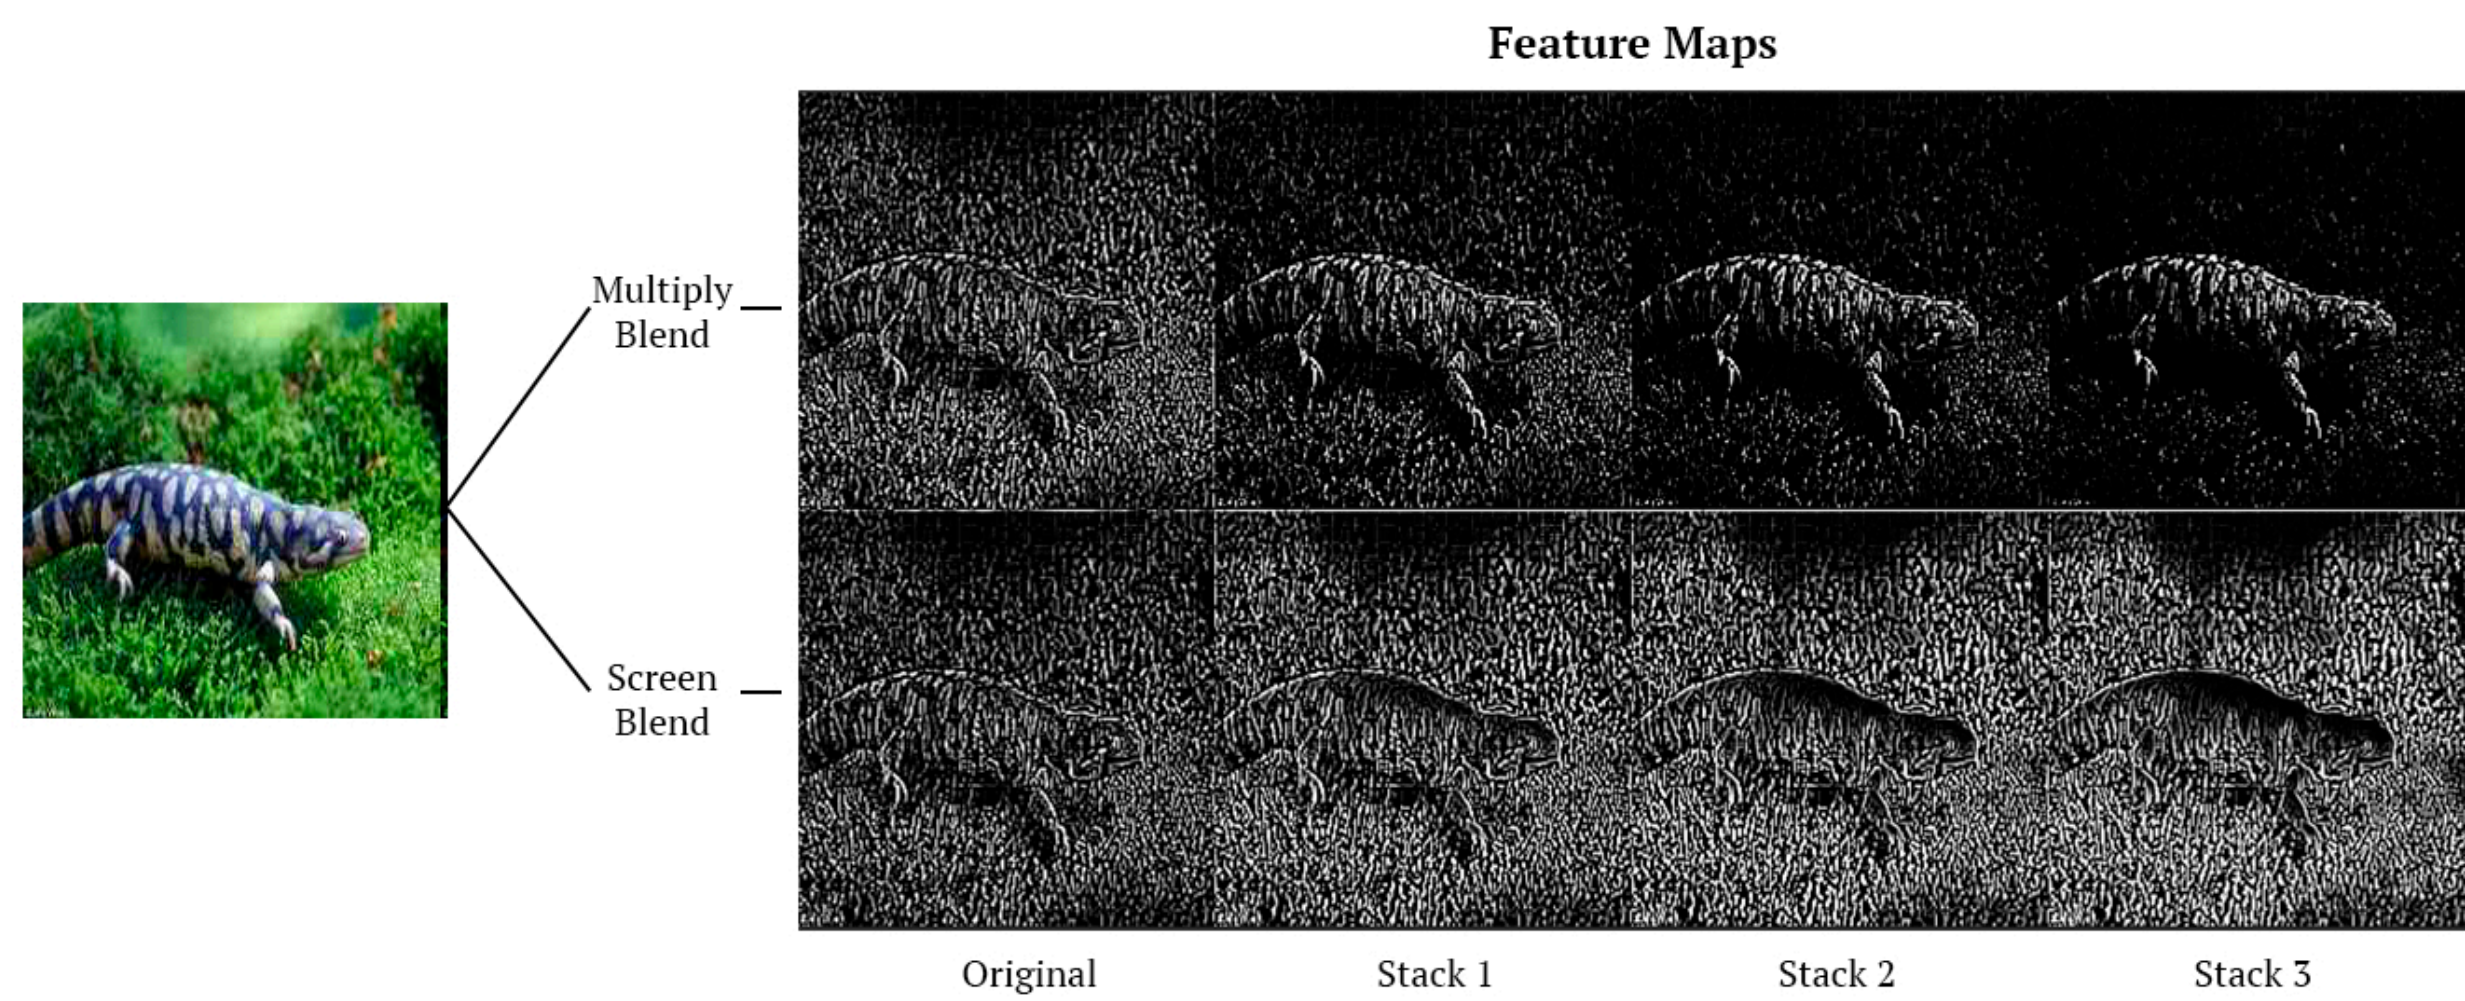 Feature Maps
Multiply
Blend
Screen
Blend
Original
Stack 1
Stack 2
Stack 3